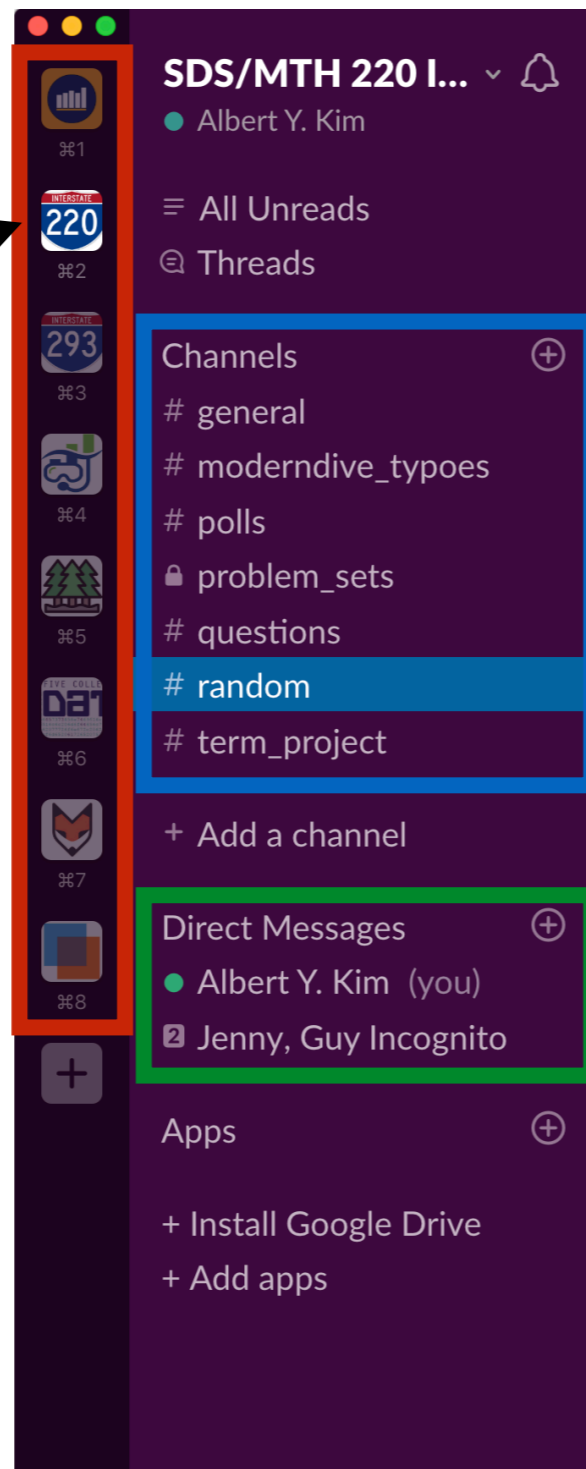 SDS/MTH 220 I...
Albert Y. Kim
⌘1
INTERSTATE
220
⌘2
INTERSTATE
293
⌘3
⌘4
⌘5
FIVE COLLE
DAT
⌘6
⌘7
⌘8
+
All Unreads
Threads
Channels
# general
# moderndive_typoes
# polls
problem_sets
# questions
# random
# term_project
+ Add a channel
Direct Messages
Albert Y. Kim (you)
2 Jenny, Guy Incognito
Apps
+ Install Google Drive
+ Add apps